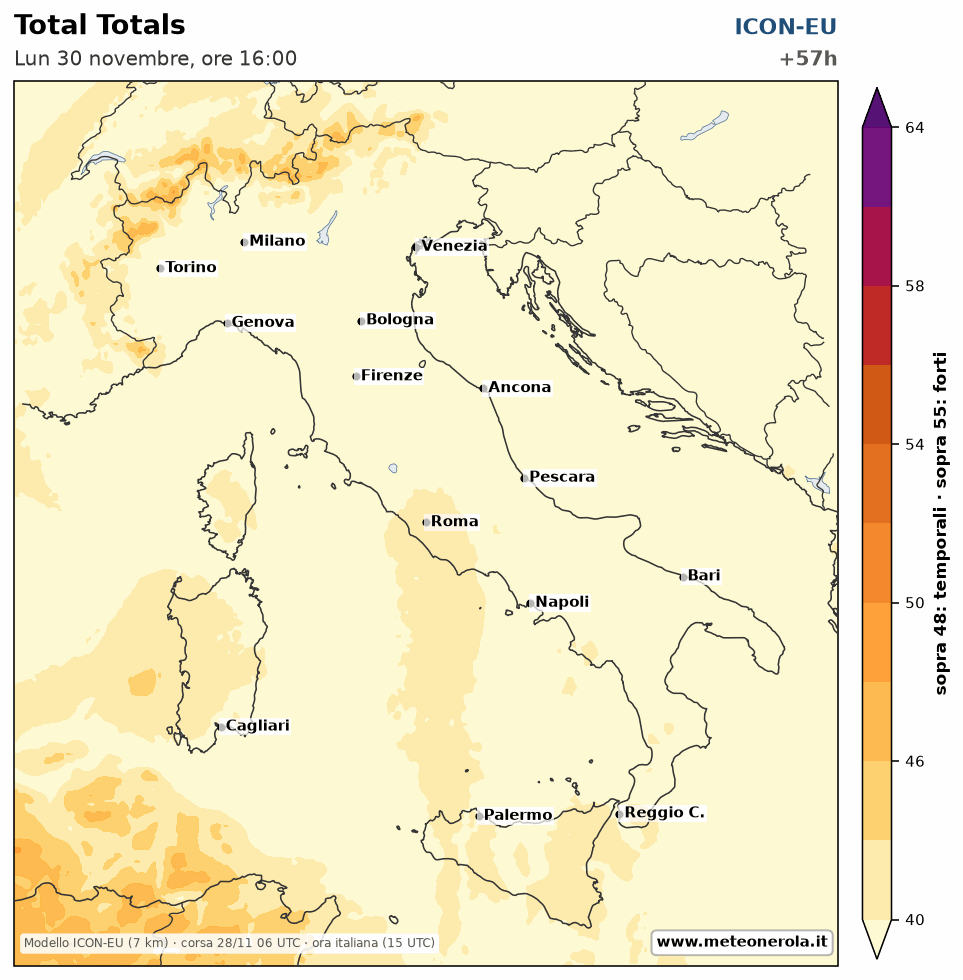 Total Totals
ICON-EU
Lun 30 novembre, ore 16:00
+57h
Milano
Venezia
Torino
Genova
Bologna
Firenze
Ancona
Pescara
Roma
Bari
Napoli
Cagliari
Palermo
Reggio C.
64
58
54
50
46
40
sopra 48: temporali · sopra 55: forti
Modello ICON-EU (7 km) · corsa 28/11 06 UTC · ora italiana (15 UTC)
www.meteonerola.it